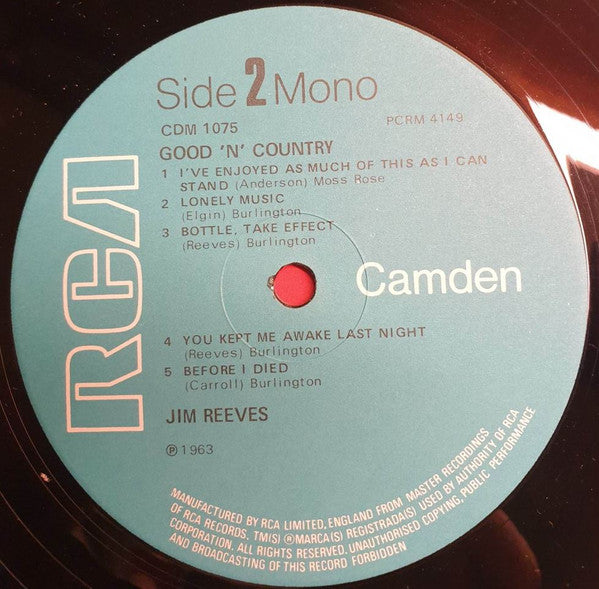 Side 2 Mono
CDM 1075
PCRM 4149
GOOD 'N' COUNTRY
1 I'VE ENJOYED AS MUCH OF THIS AS I CAN
STAND (Anderson) Moss Rose
2 LONELY MUSIC
(Elgin) Burlington
3 BOTTLE, TAKE EFFECT
(Reeves) Burlington
RCA
Camden
4 YOU KEPT ME AWAKE LAST NIGHT
(Reeves) Burlington
5 BEFORE I DIED
(Carroll) Burlington
JIM REEVES
℗ 1963
MANUFACTURED BY RCA LIMITED, ENGLAND FROM MASTER RECORDINGS
OF RCA RECORDS. TM(S) ® MARCA(S) REGISTRADA(S) USED BY AUTHORITY OF RCA
CORPORATION. ALL RIGHTS RESERVED. UNAUTHORISED COPYING, PUBLIC PERFORMANCE
AND BROADCASTING OF THIS RECORD FORBIDDEN